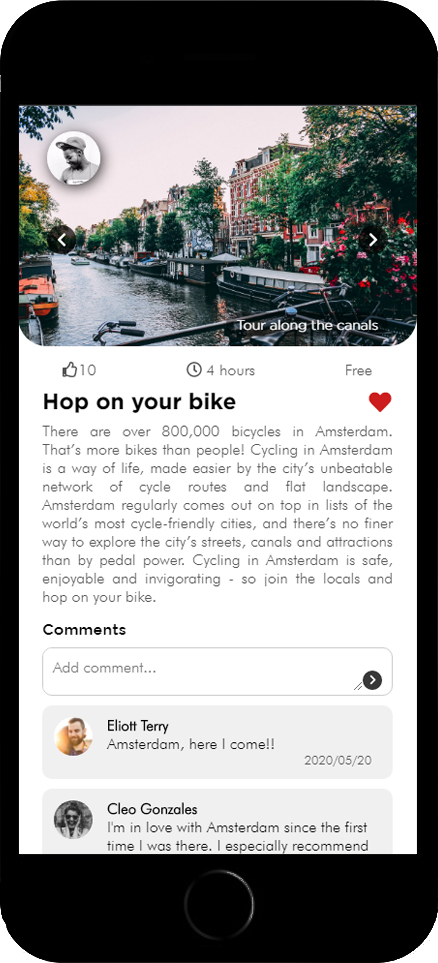 Tour along the canals
10
4 hours
Free
Hop on your bike
There are over 800,000 bicycles in Amsterdam.
That's more bikes than people! Cycling in Amsterdam
is a way of life, made easier by the city's unbeatable
network of cycle routes and flat landscape.
Amsterdam regularly comes out on top in lists of the
world's most cycle-friendly cities, and there's no finer
way to explore the city's streets, canals and attractions
than by pedal power. Cycling in Amsterdam is safe,
enjoyable and invigorating - so join the locals and
hop on your bike.
Comments
Add comment...
Eliott Terry
Amsterdam, here I come!!
2020/05/20
Cleo Gonzales
I'm in love with Amsterdam since the first
time I was there. I especially recommend